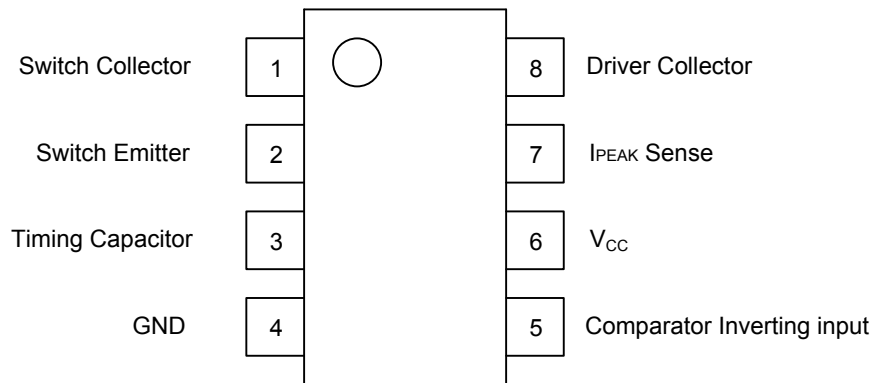 Switch Collector 1 8 Driver Collector
Switch Emitter 2 7 IPEAK Sense
Timing Capacitor 3 6 VCC
GND 4 5 Comparator Inverting input